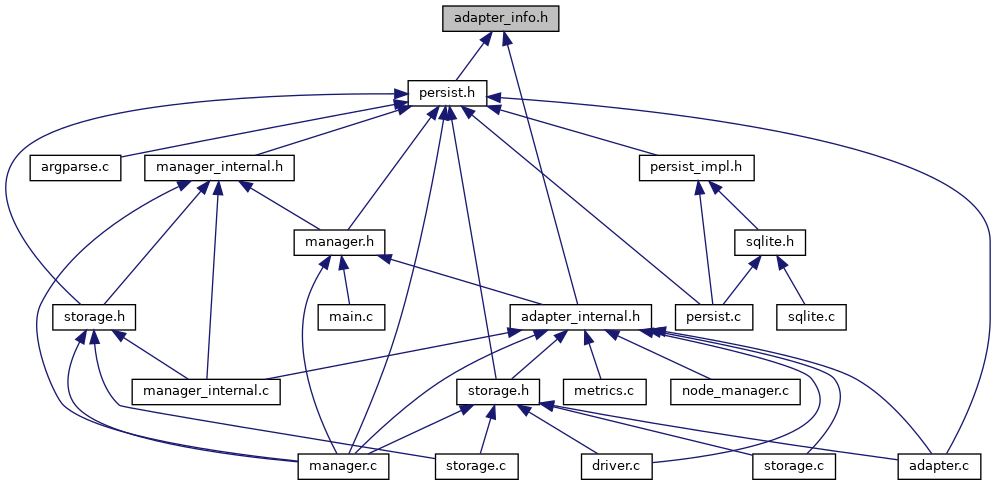 adapter_info.h
persist.h
argparse.c
manager_internal.h
persist_impl.h
manager.h
sqlite.h
storage.h
main.c
adapter_internal.h
persist.c
sqlite.c
manager_internal.c
storage.h
metrics.c
node_manager.c
manager.c
storage.c
driver.c
storage.c
adapter.c